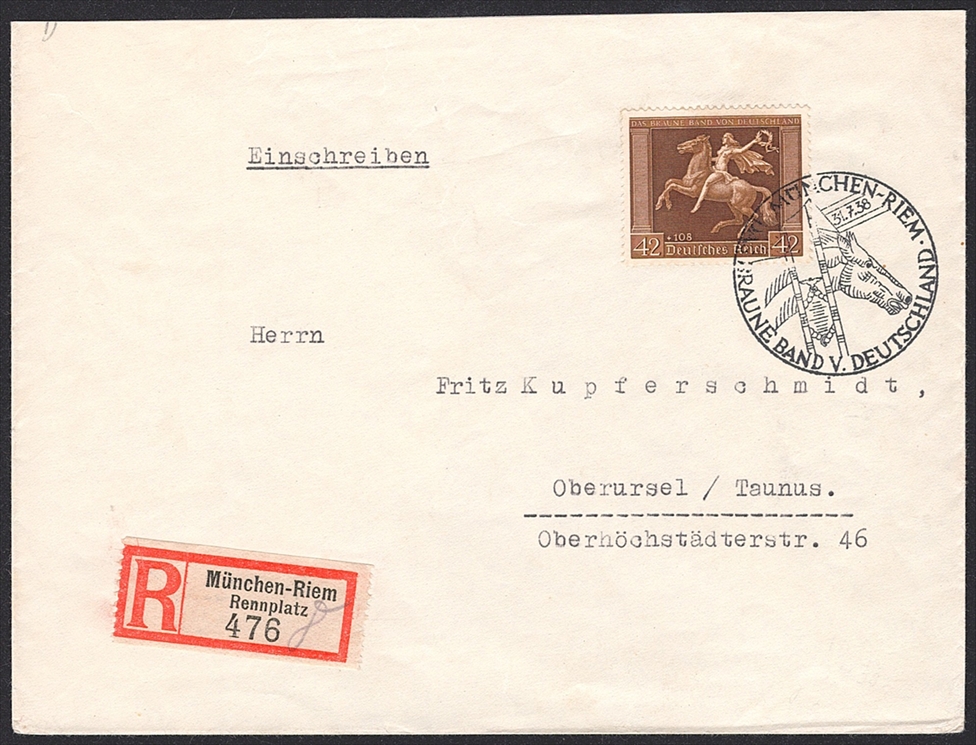 Einschreiben
DAS BRAUNE BAND VON DEUTSCHLAND
42 +108 Deutsches Reich 42
MÜNCHEN-RIEM · BRAUNE BAND V. DEUTSCHLAND
31.7.38
Herrn
Fritz Kupferschmidt,
Oberursel / Taunus.
Oberhöchstädterstr. 46
R
München-Riem
Rennplatz
476